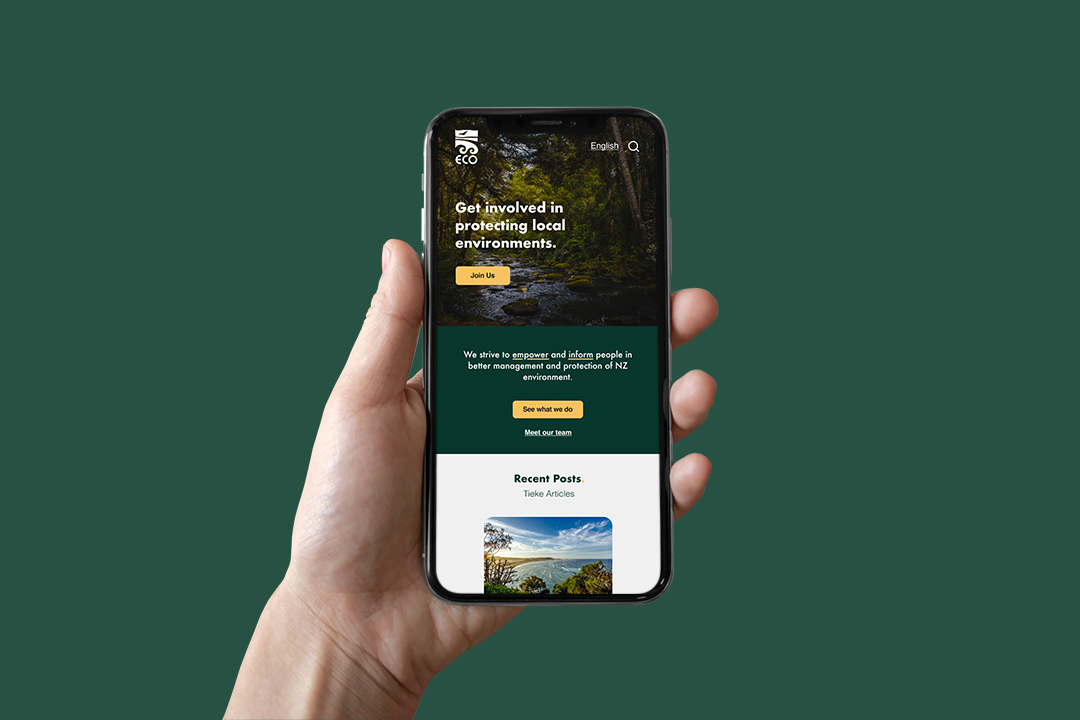 ECO
English
Get involved in
protecting local
environments.
Join Us
We strive to empower and inform people in
better management and protection of NZ
environment.
See what we do
Meet our team
Recent Posts.
Tieke Articles